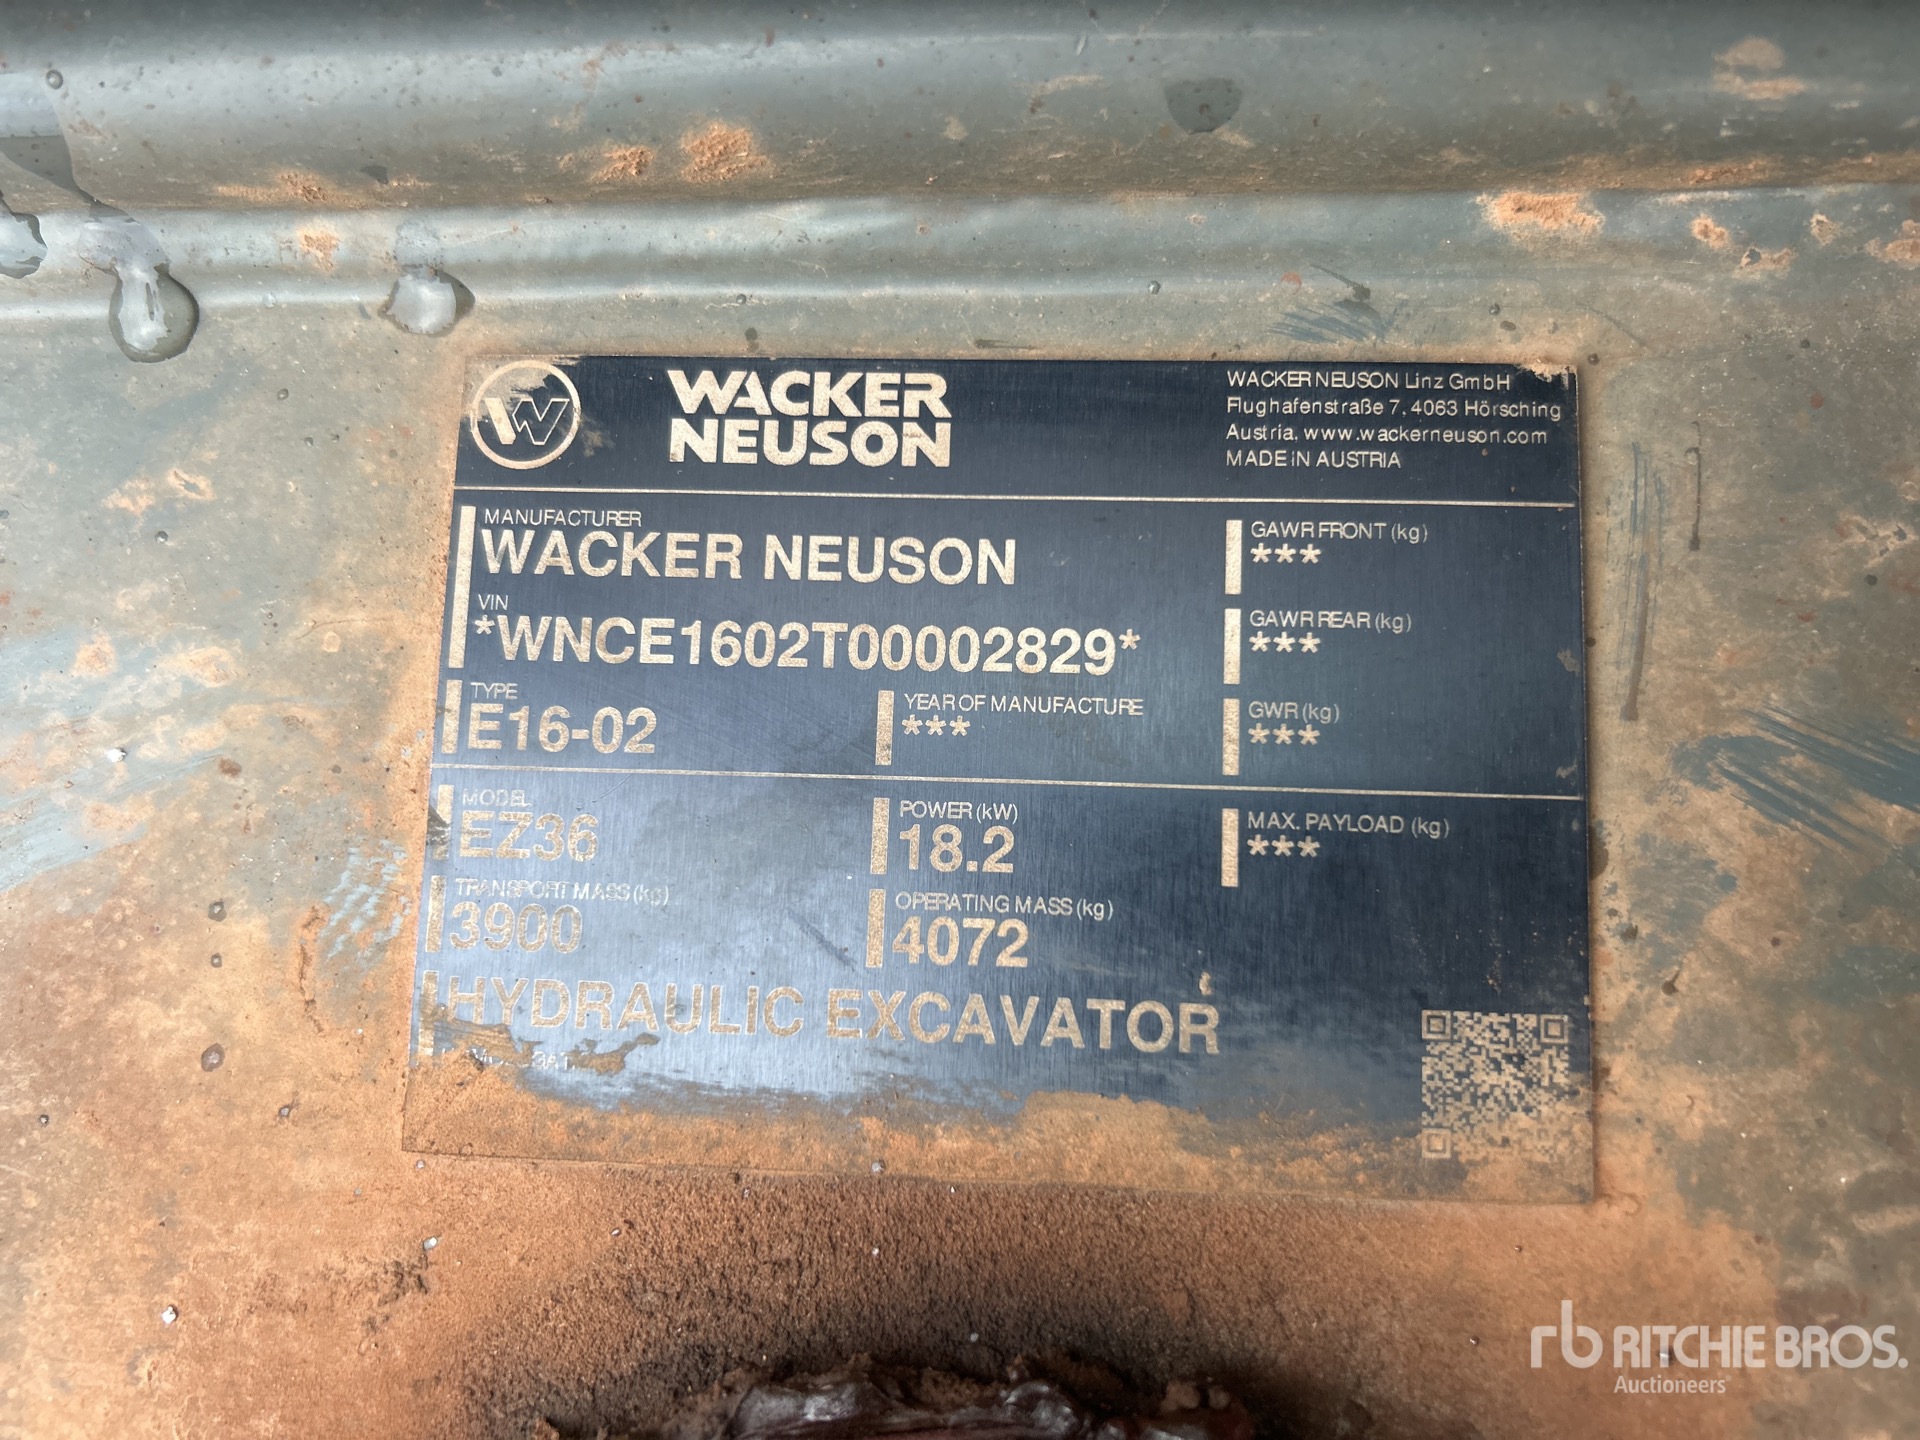 W
WACKER
NEUSON
WACKER NEUSON Linz GmbH
Flughafenstraße 7, 4063 Hörsching
Austria, www.wackerneuson.com
MADE IN AUSTRIA
MANUFACTURER
WACKER NEUSON
VIN
*WNCE1602T00002829*
TYPE
E16-02
YEAR OF MANUFACTURE
***
GAWR FRONT (kg)
***
GAWR REAR (kg)
***
GWR (kg)
***
MODEL
EZ36
POWER (kW)
18.2
MAX. PAYLOAD (kg)
***
TRANSPORT MASS (kg)
3900
OPERATING MASS (kg)
4072
HYDRAULIC EXCAVATOR
rb RITCHIE BROS.
Auctioneers